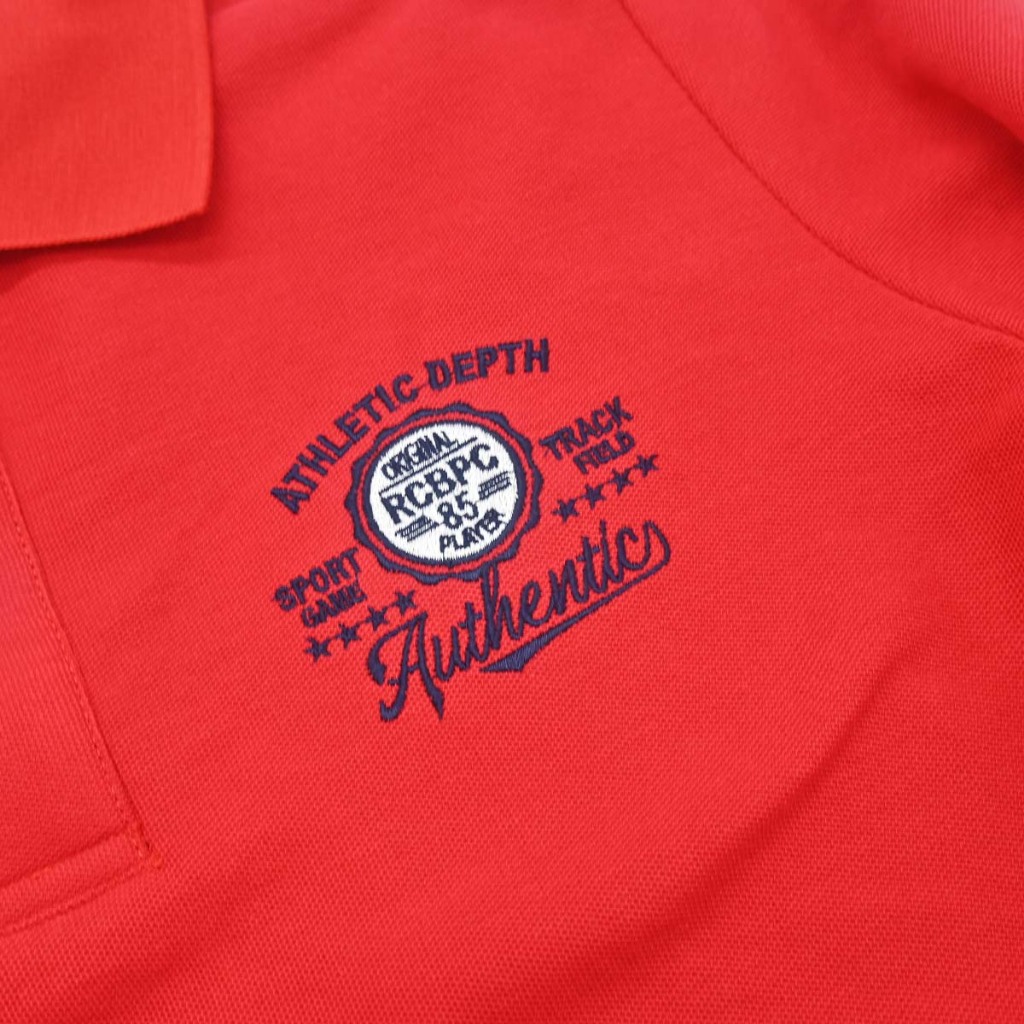 ATHLETIC DEPTH
ORIGINAL
RCBPC
85
PLAYER
TRACK
FIELD
SPORT
GAME
Authentic